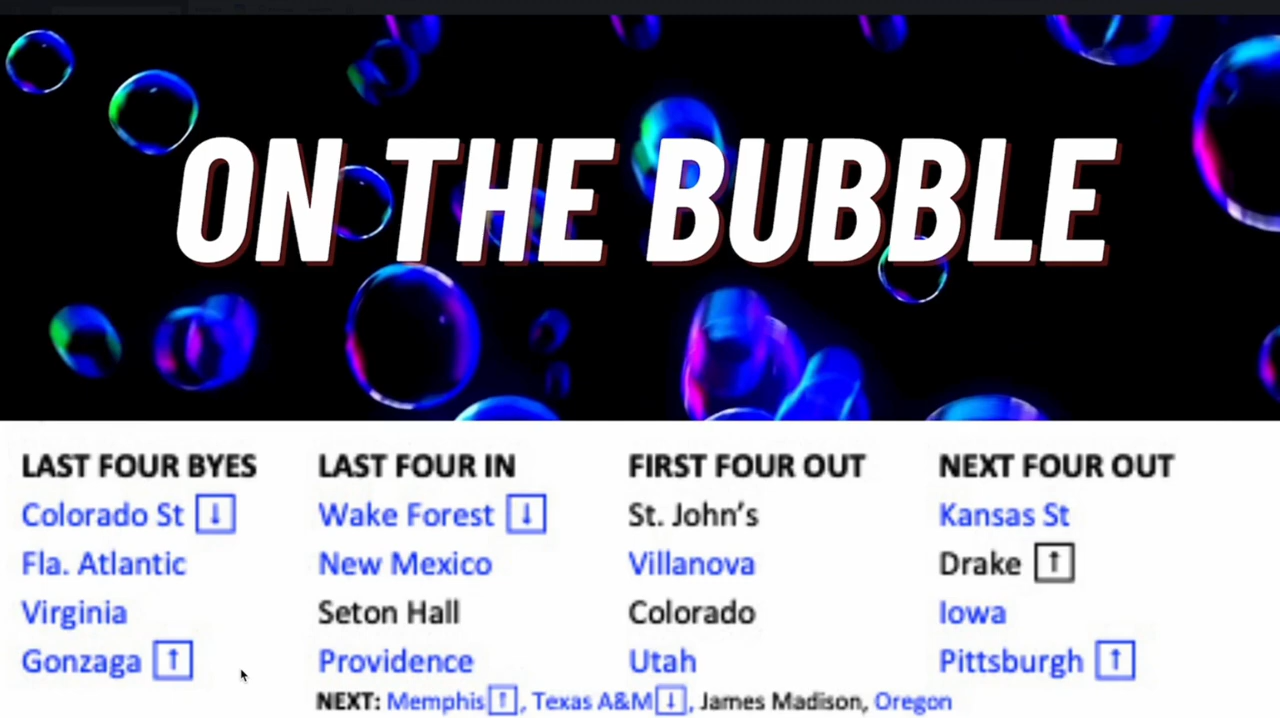 ON THE BUBBLE
LAST FOUR BYES
Colorado St ↓
Fla. Atlantic
Virginia
Gonzaga ↑
LAST FOUR IN
Wake Forest ↓
New Mexico
Seton Hall
Providence
FIRST FOUR OUT
St. John's
Villanova
Colorado
Utah
NEXT FOUR OUT
Kansas St
Drake ↑
Iowa
Pittsburgh ↑
NEXT: Memphis ↑, Texas A&M ↓, James Madison, Oregon